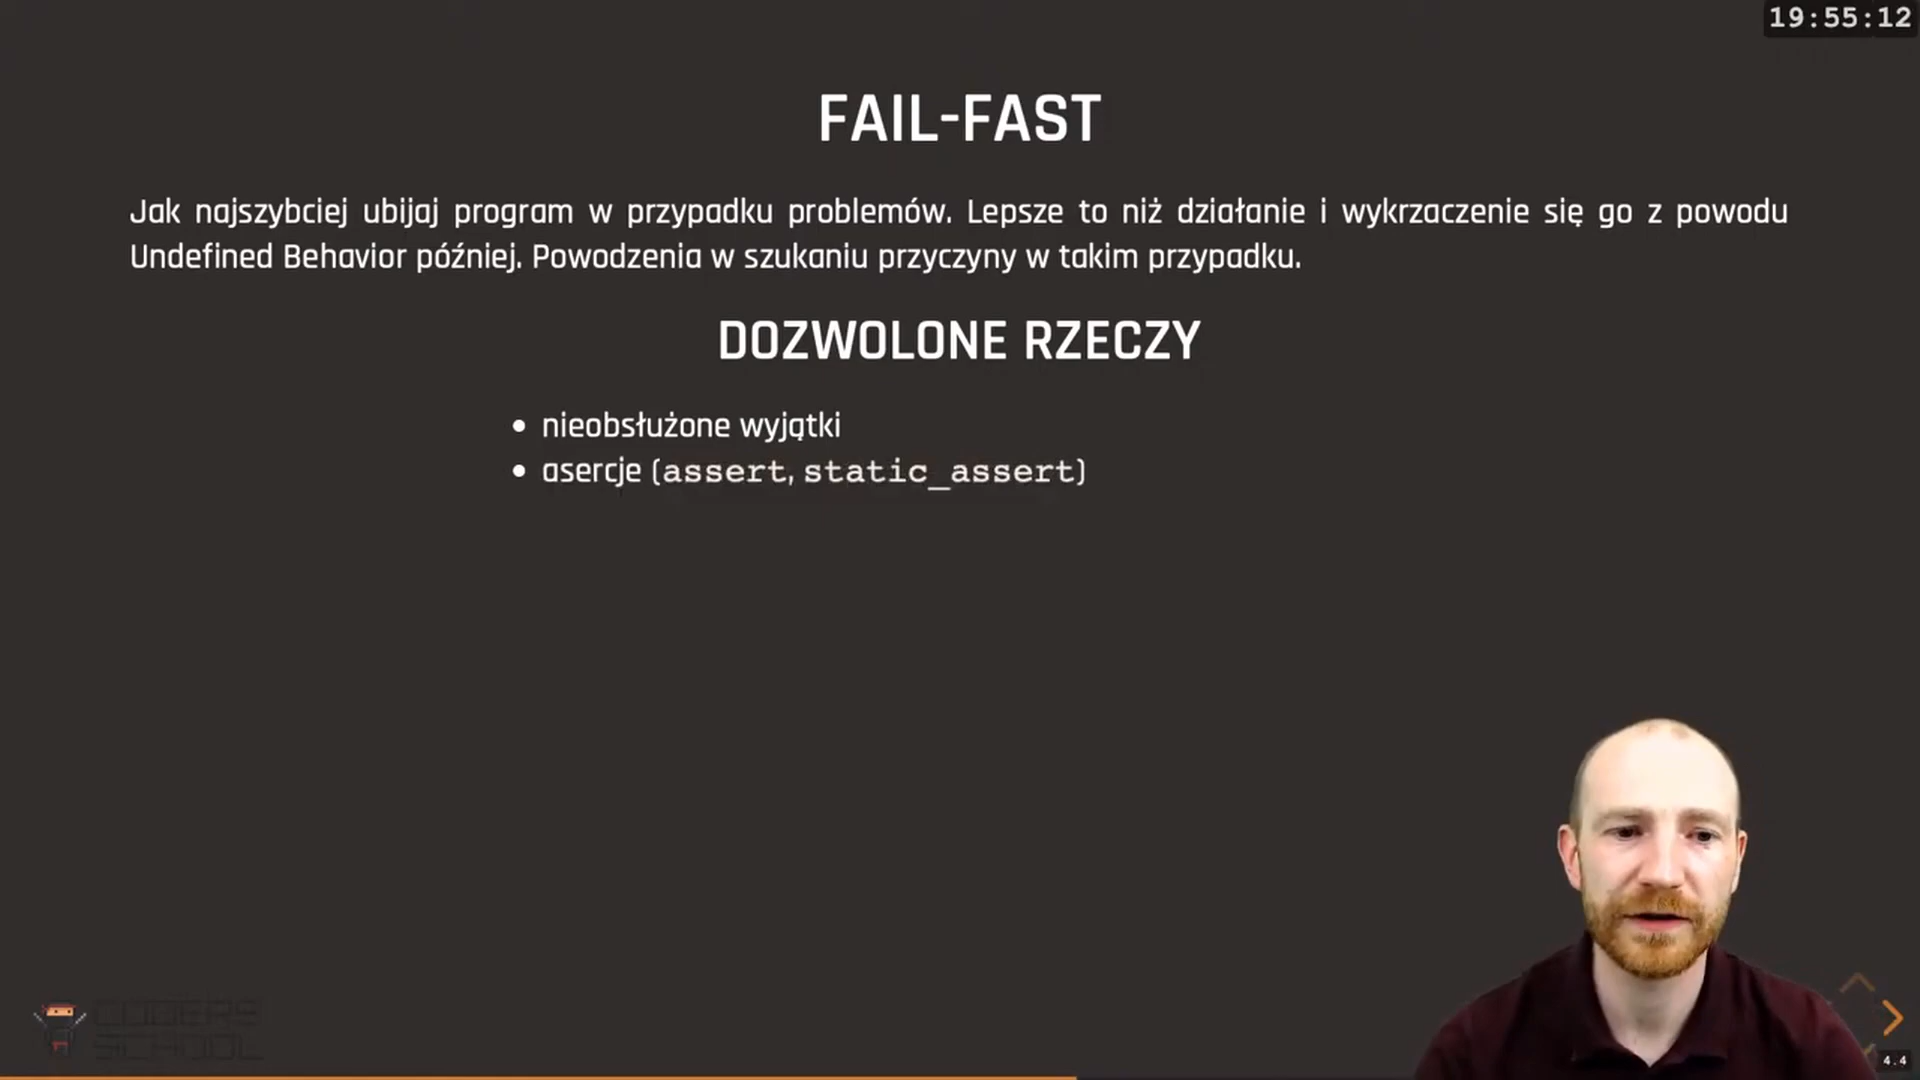 19:55:12
FAIL-FAST
Jak najszybciej ubijaj program w przypadku problemów. Lepsze to niż działanie i wykrzaczenie się go z powodu
Undefined Behavior później. Powodzenia w szukaniu przyczyny w takim przypadku.
DOZWOLONE RZECZY
nieobsłużone wyjątki
asercje (assert, static_assert)
CODERS
SCHOOL
4.4